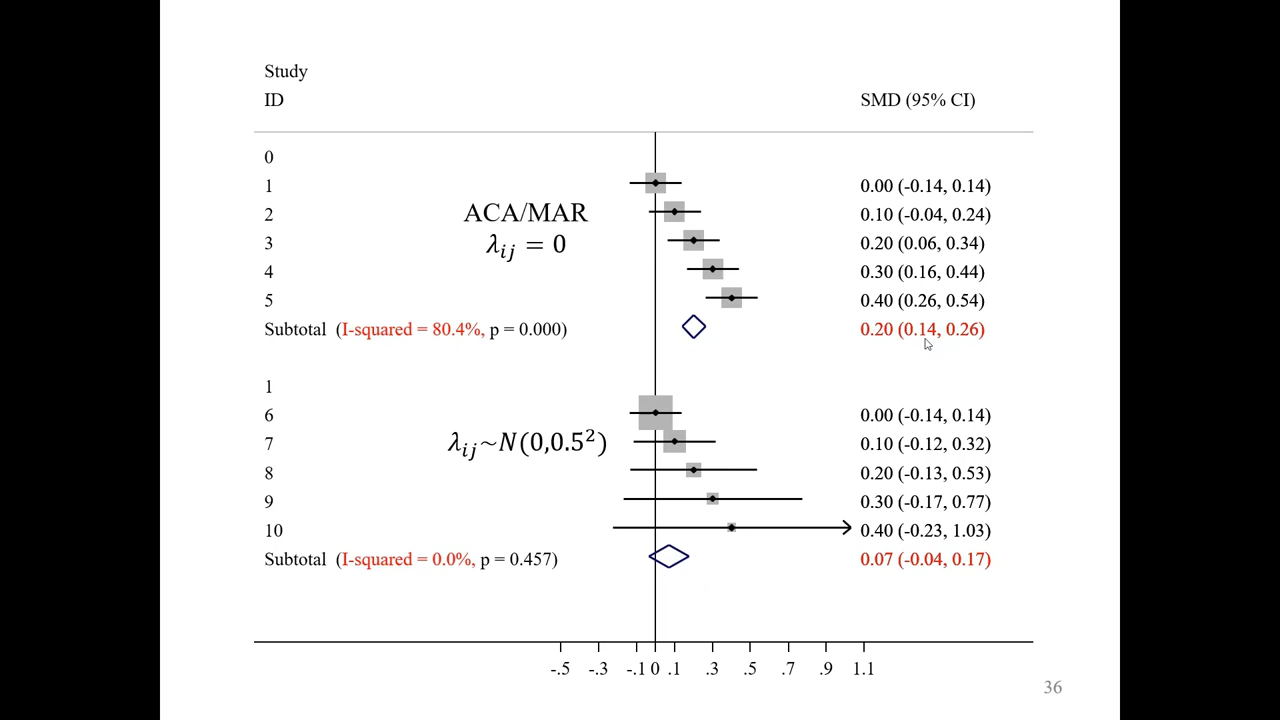 Study
ID SMD (95% CI)
0
1 0.00 (-0.14, 0.14)
ACA/MAR
2 0.10 (-0.04, 0.24)
λij = 0
3 0.20 (0.06, 0.34)
4 0.30 (0.16, 0.44)
5 0.40 (0.26, 0.54)
Subtotal (I-squared = 80.4%, p = 0.000) 0.20 (0.14, 0.26)
1
6 0.00 (-0.14, 0.14)
λij~N(0,0.5²)
7 0.10 (-0.12, 0.32)
8 0.20 (-0.13, 0.53)
9 0.30 (-0.17, 0.77)
10 0.40 (-0.23, 1.03)
Subtotal (I-squared = 0.0%, p = 0.457) 0.07 (-0.04, 0.17)
-.5 -.3 -.1 0 .1 .3 .5 .7 .9 1.1
36